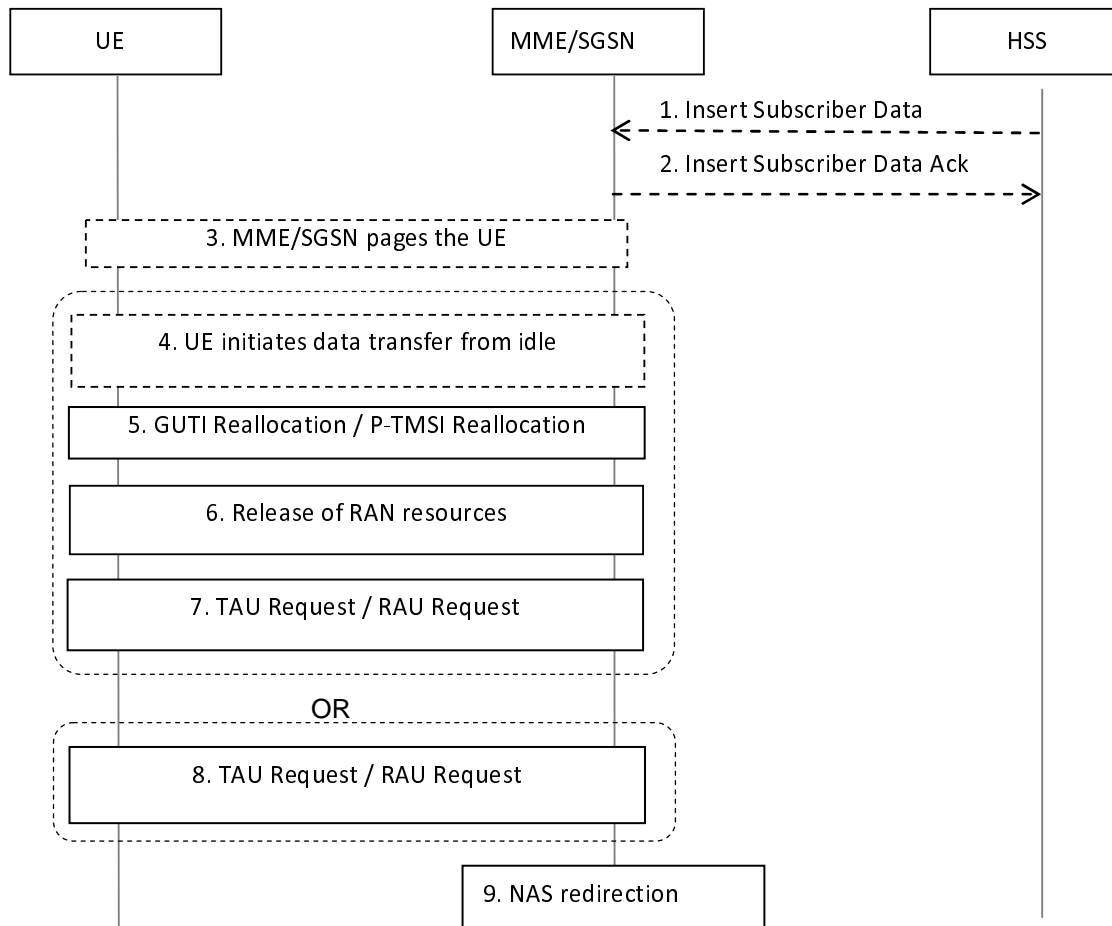 UE
MME/SGSN
HSS
1. Insert Subscriber Data
2. Insert Subscriber Data Ack
3. MME/SGSN pages the UE
4. UE initiates data transfer from idle
5. GUTI Reallocation / P-TMSI Reallocation
6. Release of RAN resources
7. TAU Request / RAU Request
OR
8. TAU Request / RAU Request
9. NAS redirection